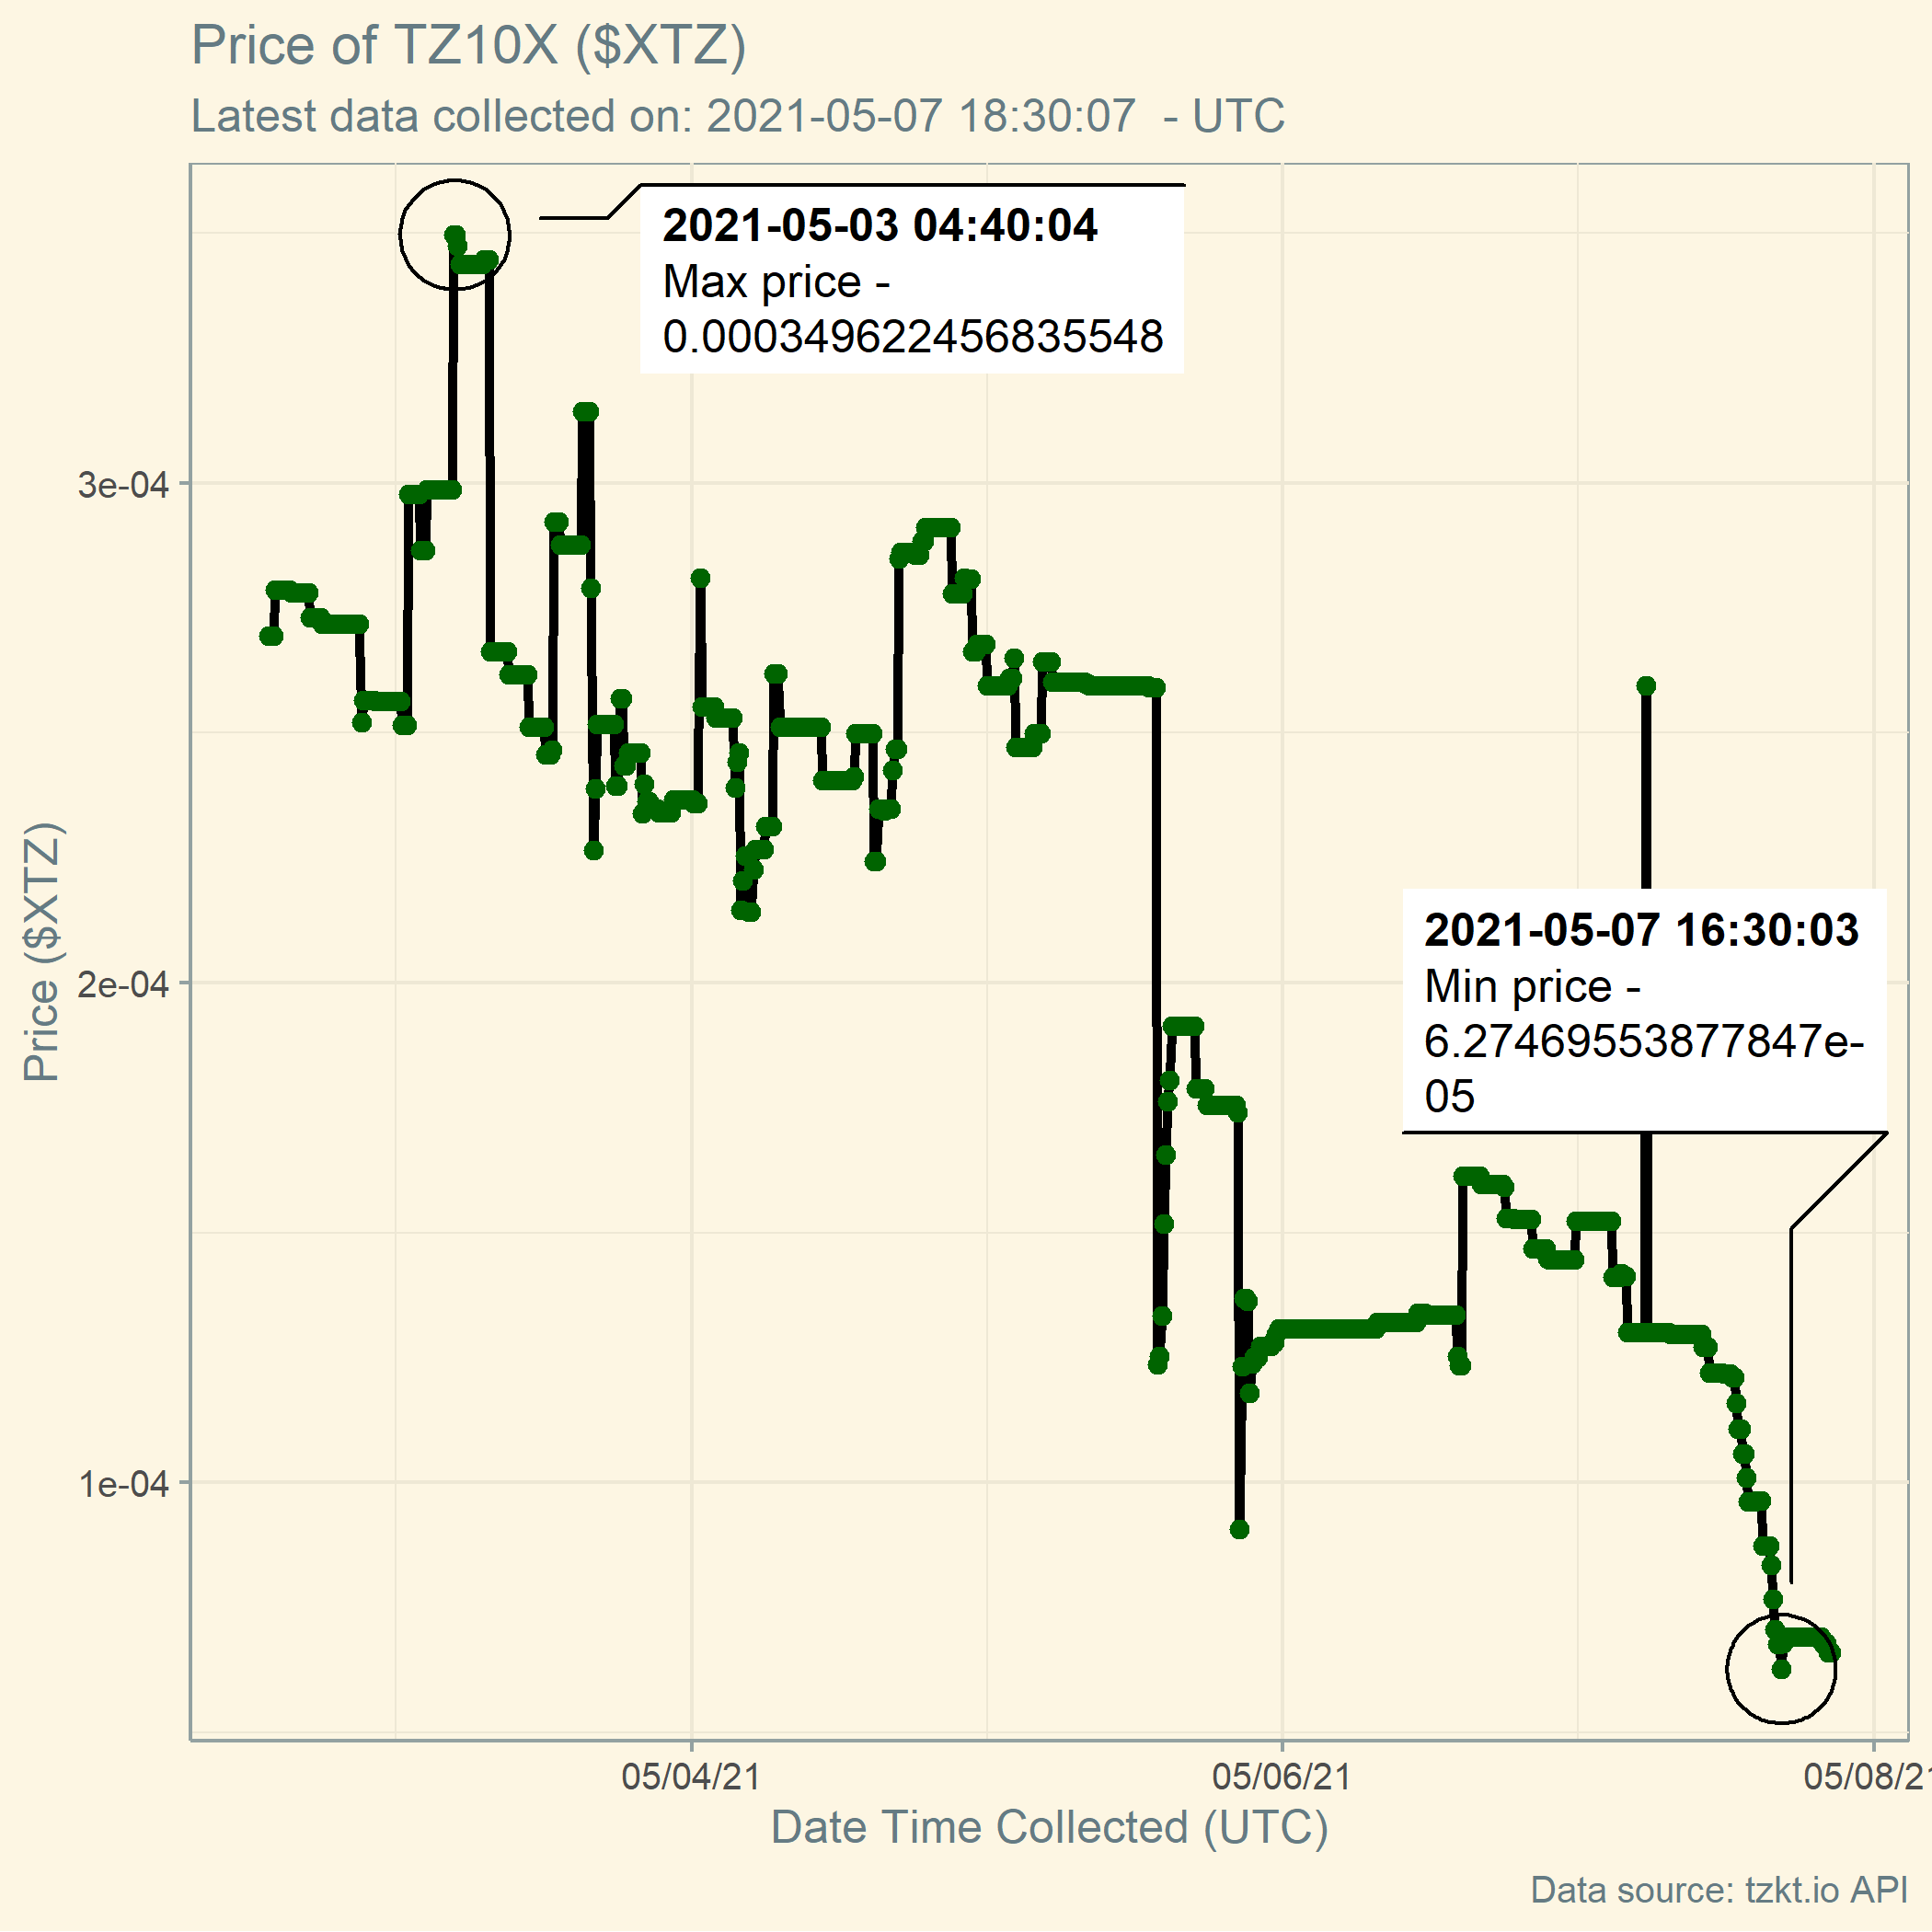 Price of TZ10X ($XTZ)
Latest data collected on: 2021-05-07 18:30:07  - UTC
2021-05-03 04:40:04
Max price -
0.000349622456835548
3e-04
2021-05-07 16:30:03
Min price -
6.27469553877847e-
05
Price ($XTZ)
2e-04
1e-04
05/04/21
05/06/21
05/08/21
Date Time Collected (UTC)
Data source: tzkt.io API